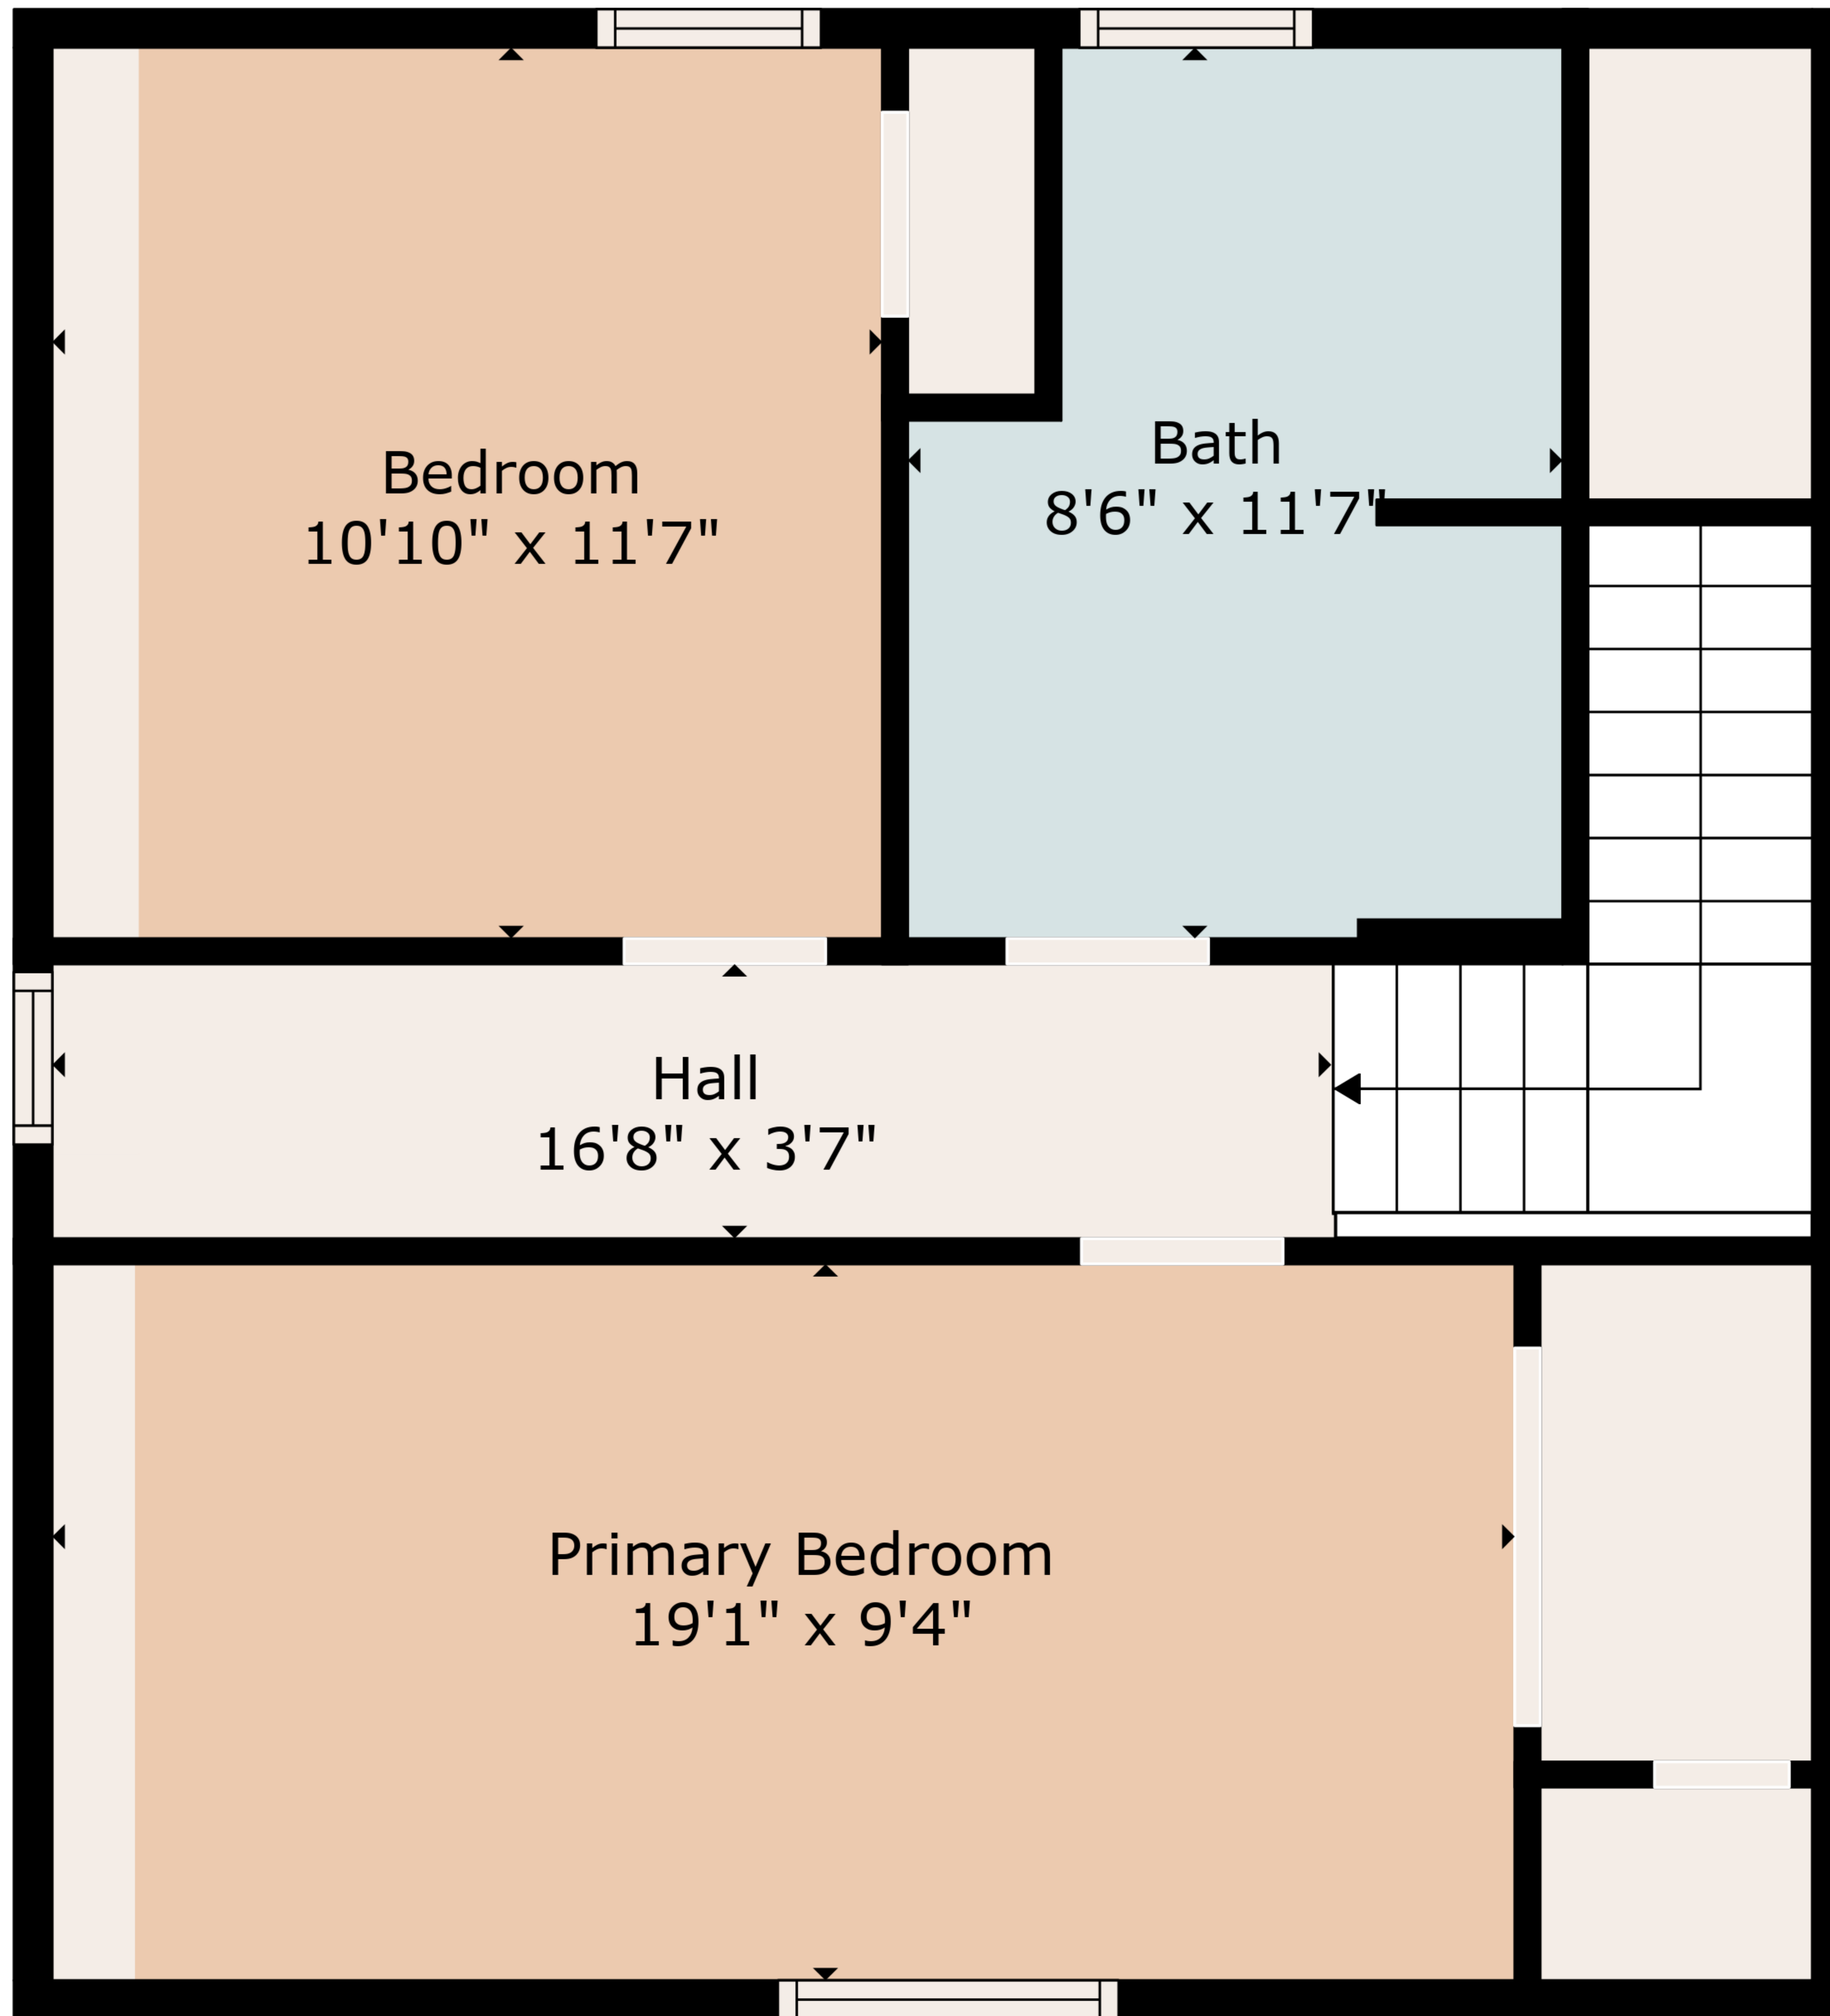 Bedroom
10'10" x 11'7"
Bath
8'6" x 11'7"
Hall
16'8" x 3'7"
Primary Bedroom
19'1" x 9'4"